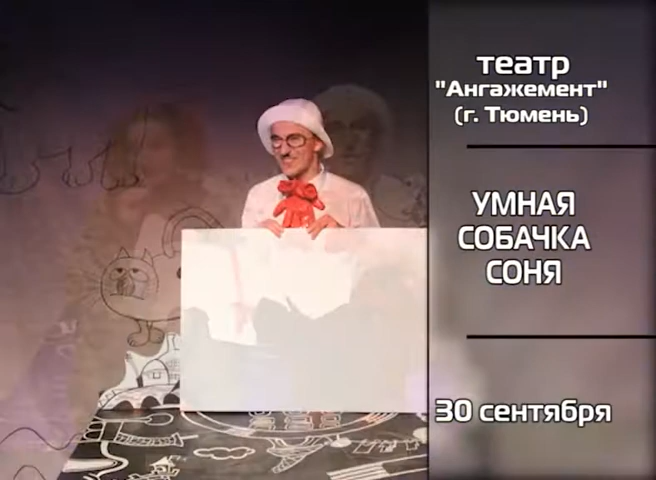 театр
"Ангажемент"
(г. Тюмень)
УМНАЯ
СОБАЧКА
СОНЯ
30 сентября